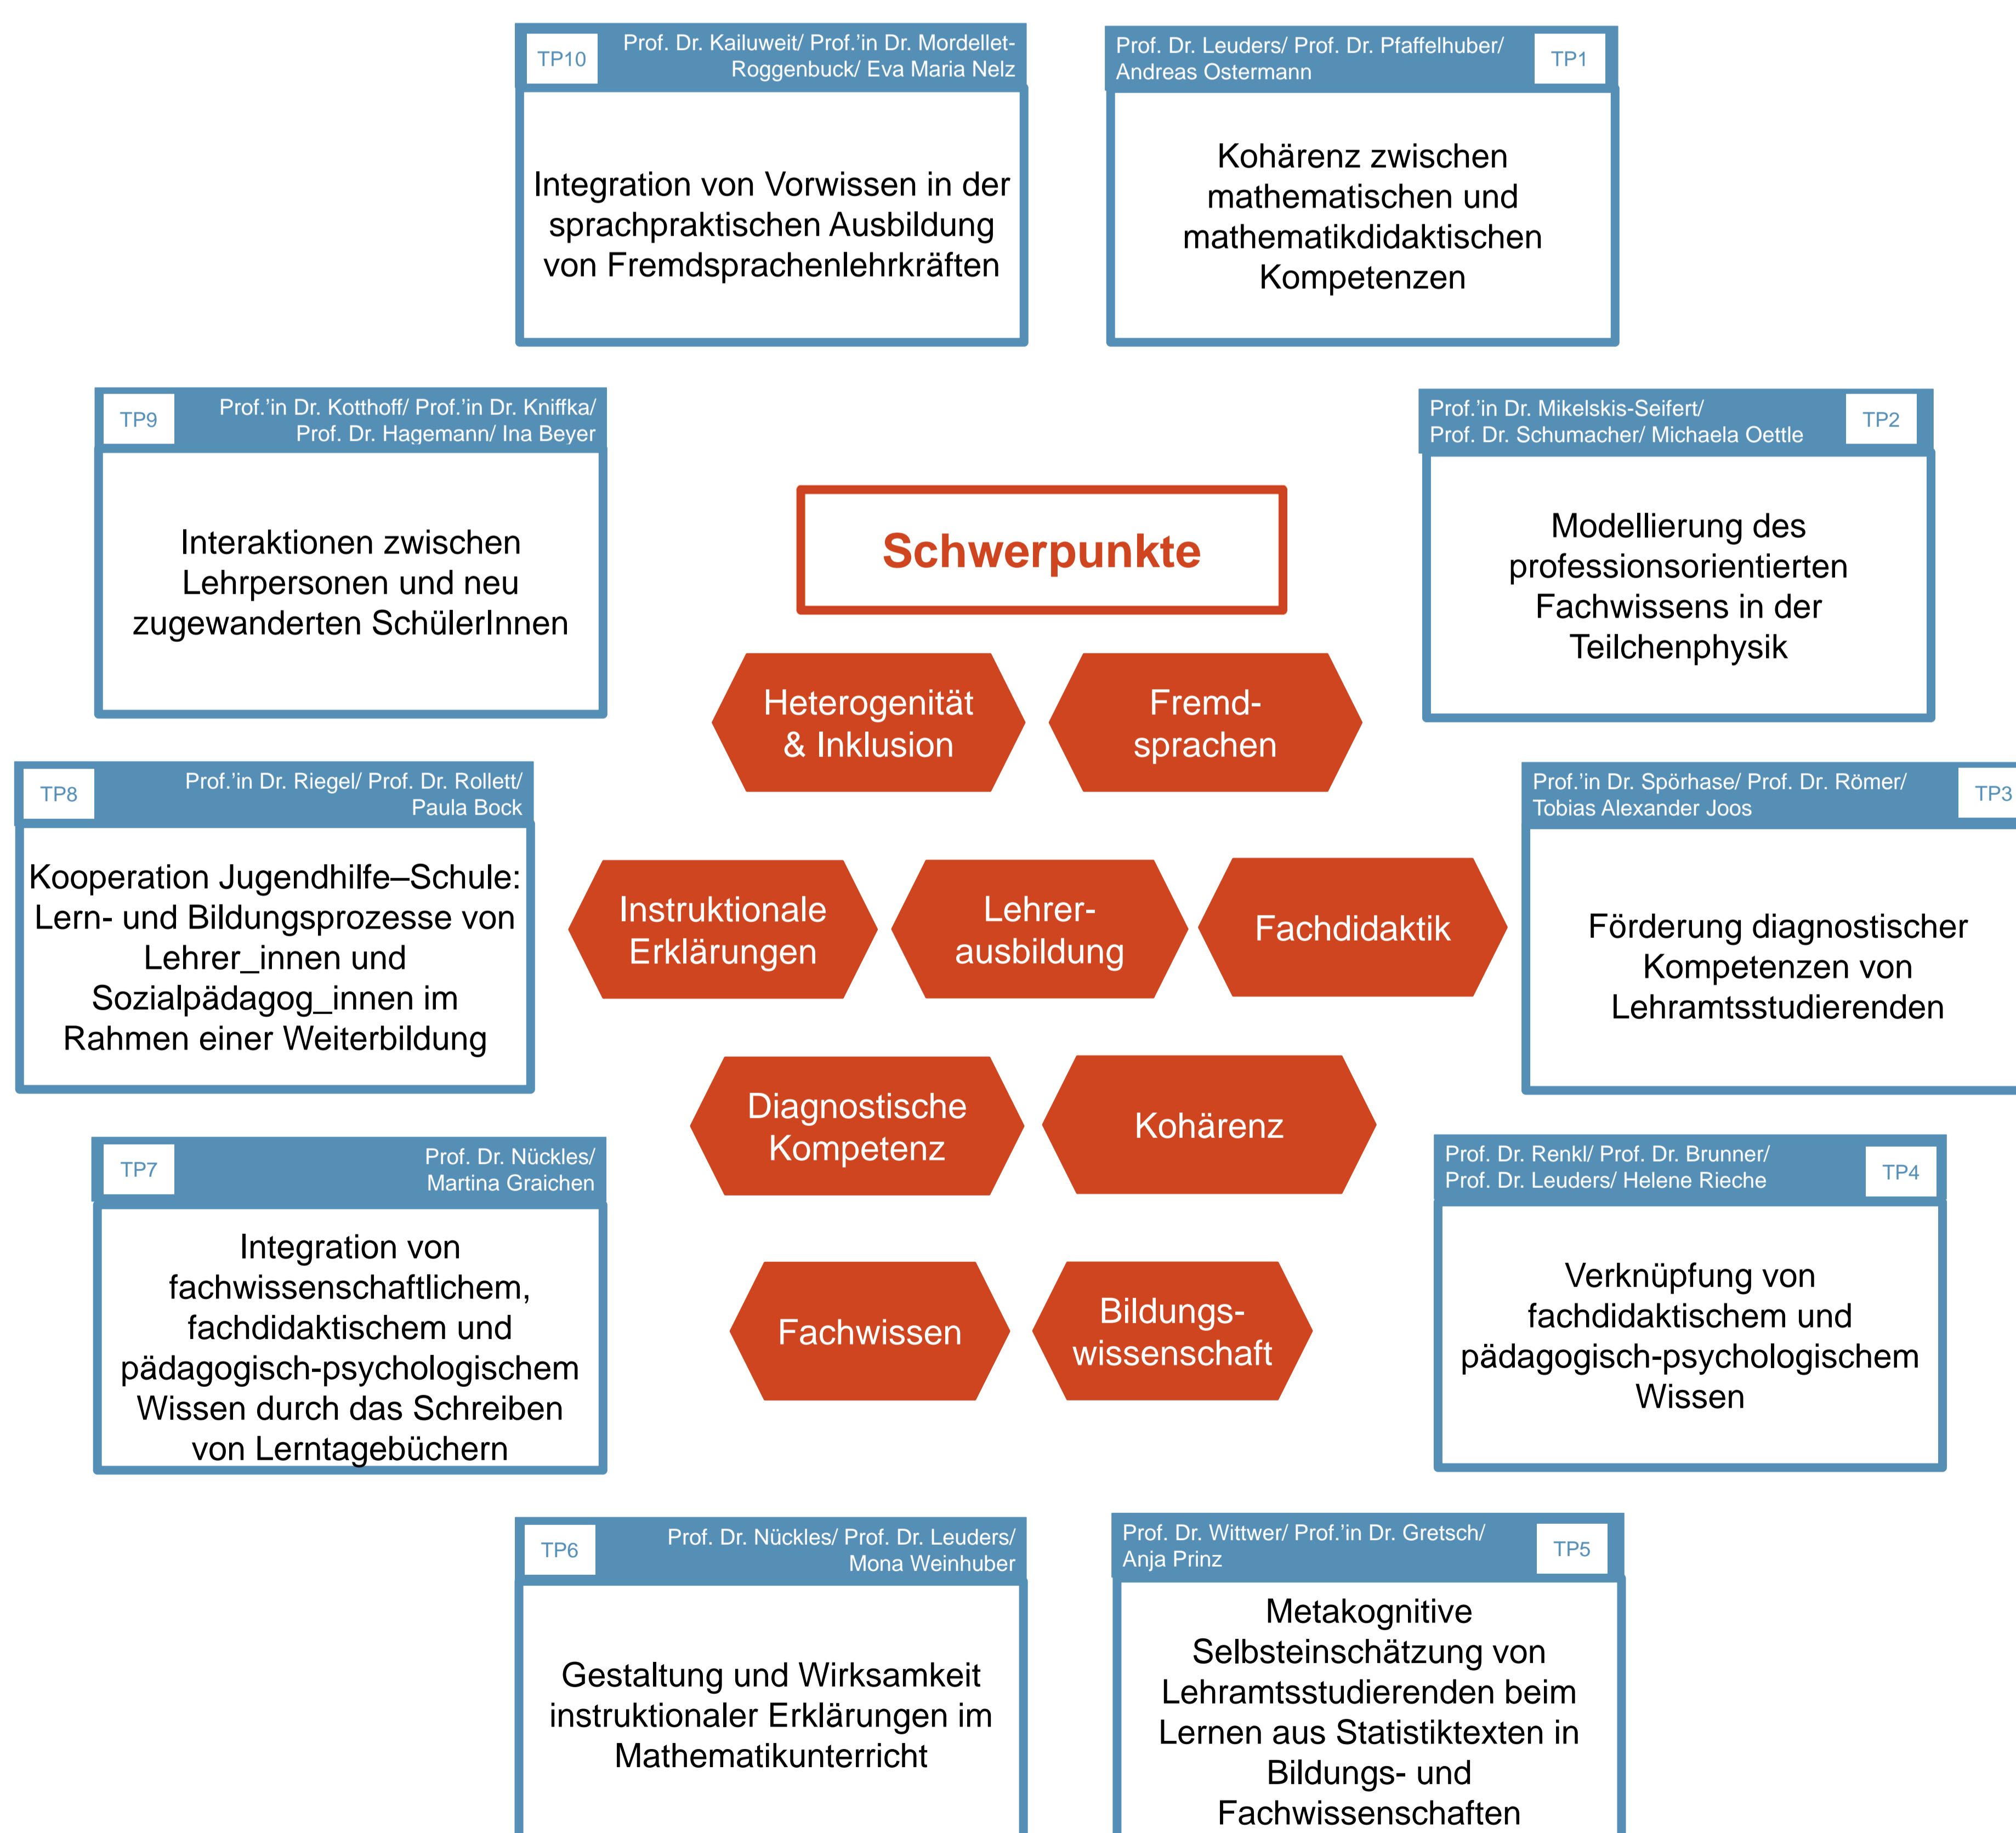 TP10
Prof. Dr. Kailuweit/ Prof.'in Dr. Mordellet-
Roggenbuck/ Eva Maria Nelz
Integration von Vorwissen in der
sprachpraktischen Ausbildung
von Fremdsprachenlehrkräften
Prof. Dr. Leuders/ Prof. Dr. Pfaffelhuber/
Andreas Ostermann
TP1
Kohärenz zwischen
mathematischen und
mathematikdidaktischen
Kompetenzen
TP9
Prof.'in Dr. Kotthoff/ Prof.'in Dr. Kniffka/
Prof. Dr. Hagemann/ Ina Beyer
Interaktionen zwischen
Lehrpersonen und neu
zugewanderten SchülerInnen
Prof.'in Dr. Mikelskis-Seifert/
Prof. Dr. Schumacher/ Michaela Oettle
TP2
Modellierung des
professionsorientierten
Fachwissens in der
Teilchenphysik
Schwerpunkte
Heterogenität
& Inklusion
Fremd-
sprachen
TP8
Prof.'in Dr. Riegel/ Prof. Dr. Rollett/
Paula Bock
Kooperation Jugendhilfe–Schule:
Lern- und Bildungsprozesse von
Lehrer_innen und
Sozialpädagog_innen im
Rahmen einer Weiterbildung
Instruktionale
Erklärungen
Lehrer-
ausbildung
Fachdidaktik
Prof.'in Dr. Spörhase/ Prof. Dr. Römer/
Tobias Alexander Joos
TP3
Förderung diagnostischer
Kompetenzen von
Lehramtsstudierenden
Diagnostische
Kompetenz
Kohärenz
TP7
Prof. Dr. Nückles/
Martina Graichen
Integration von
fachwissenschaftlichem,
fachdidaktischem und
pädagogisch-psychologischem
Wissen durch das Schreiben
von Lerntagebüchern
Fachwissen
Bildungs-
wissenschaft
Prof. Dr. Renkl/ Prof. Dr. Brunner/
Prof. Dr. Leuders/ Helene Rieche
TP4
Verknüpfung von
fachdidaktischem und
pädagogisch-psychologischem
Wissen
TP6
Prof. Dr. Nückles/ Prof. Dr. Leuders/
Mona Weinhuber
Gestaltung und Wirksamkeit
instruktionaler Erklärungen im
Mathematikunterricht
Prof. Dr. Wittwer/ Prof.'in Dr. Gretsch/
Anja Prinz
TP5
Metakognitive
Selbsteinschätzung von
Lehramtsstudierenden beim
Lernen aus Statistiktexten in
Bildungs- und
Fachwissenschaften